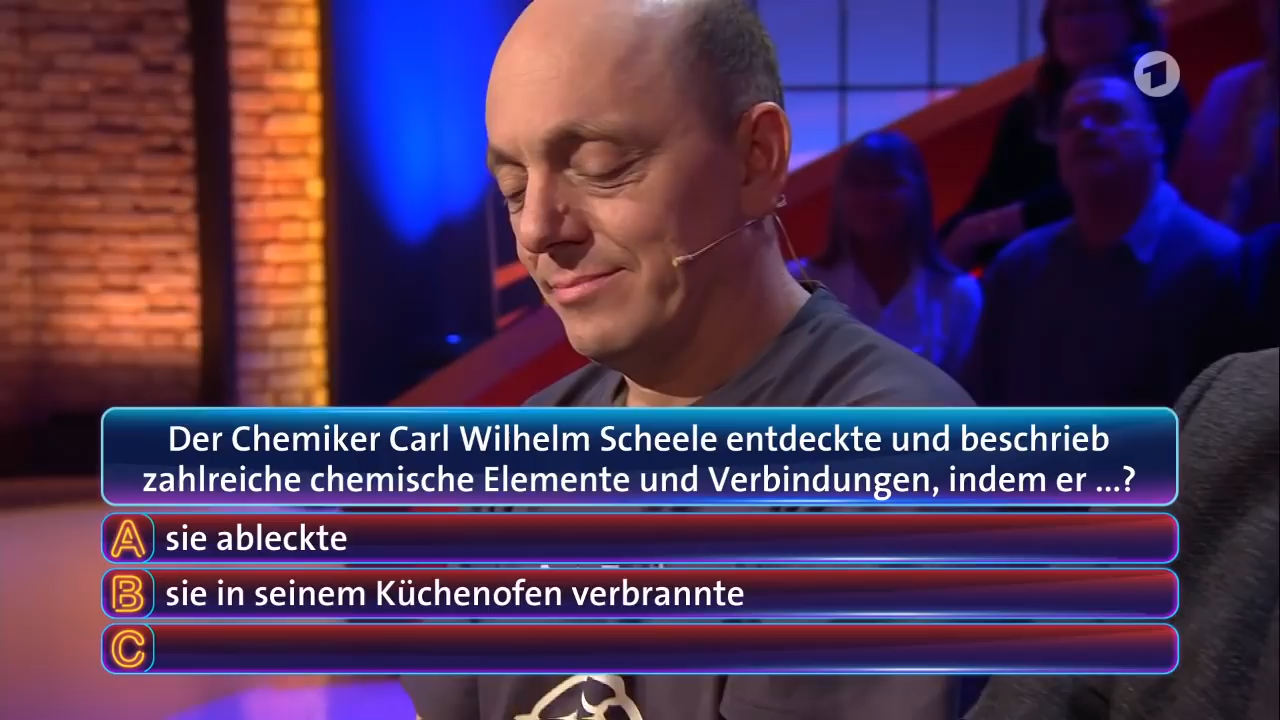 1
Der Chemiker Carl Wilhelm Scheele entdeckte und beschrieb
zahlreiche chemische Elemente und Verbindungen, indem er ...?
A sie ableckte
B sie in seinem Küchenofen verbrannte
C